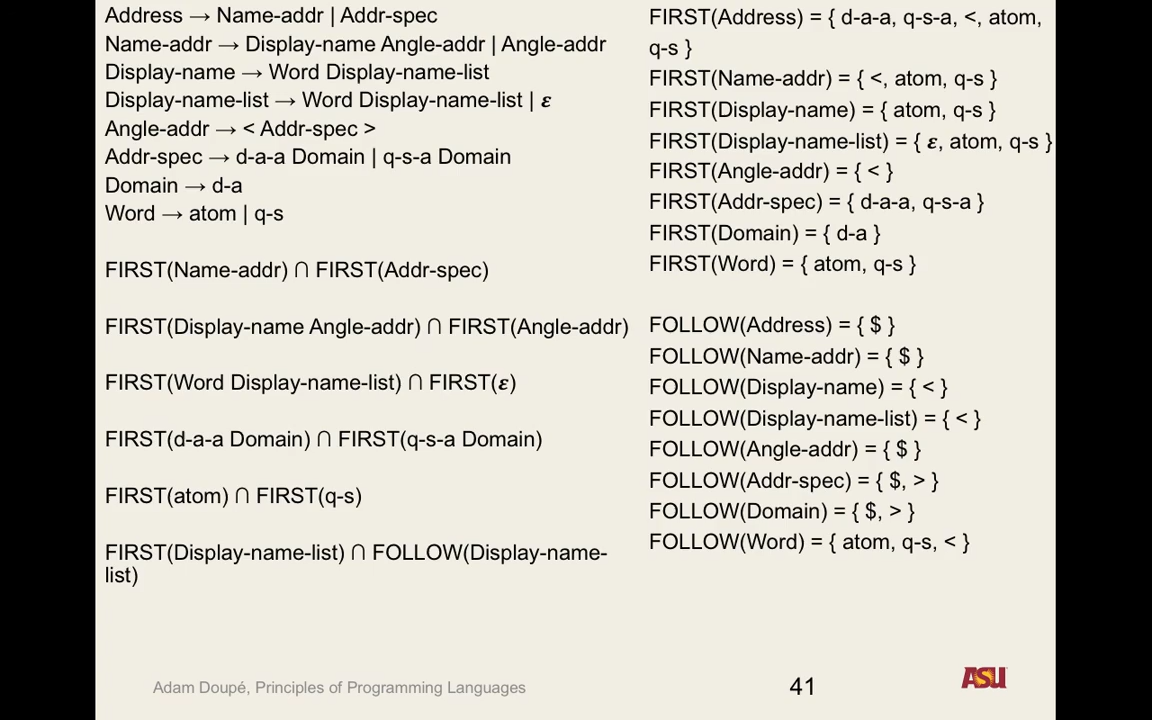 Address → Name-addr | Addr-spec
Name-addr → Display-name Angle-addr | Angle-addr
Display-name → Word Display-name-list
Display-name-list → Word Display-name-list | ε
Angle-addr → < Addr-spec >
Addr-spec → d-a-a Domain | q-s-a Domain
Domain → d-a
Word → atom | q-s
FIRST(Name-addr) ∩ FIRST(Addr-spec)
FIRST(Display-name Angle-addr) ∩ FIRST(Angle-addr)
FIRST(Word Display-name-list) ∩ FIRST(ε)
FIRST(d-a-a Domain) ∩ FIRST(q-s-a Domain)
FIRST(atom) ∩ FIRST(q-s)
FIRST(Display-name-list) ∩ FOLLOW(Display-name-
list)
FIRST(Address) = { d-a-a, q-s-a, <, atom,
q-s }
FIRST(Name-addr) = { <, atom, q-s }
FIRST(Display-name) = { atom, q-s }
FIRST(Display-name-list) = { ε, atom, q-s }
FIRST(Angle-addr) = { < }
FIRST(Addr-spec) = { d-a-a, q-s-a }
FIRST(Domain) = { d-a }
FIRST(Word) = { atom, q-s }
FOLLOW(Address) = { $ }
FOLLOW(Name-addr) = { $ }
FOLLOW(Display-name) = { < }
FOLLOW(Display-name-list) = { < }
FOLLOW(Angle-addr) = { $ }
FOLLOW(Addr-spec) = { $, > }
FOLLOW(Domain) = { $, > }
FOLLOW(Word) = { atom, q-s, < }
Adam Doupé, Principles of Programming Languages
41
ASU